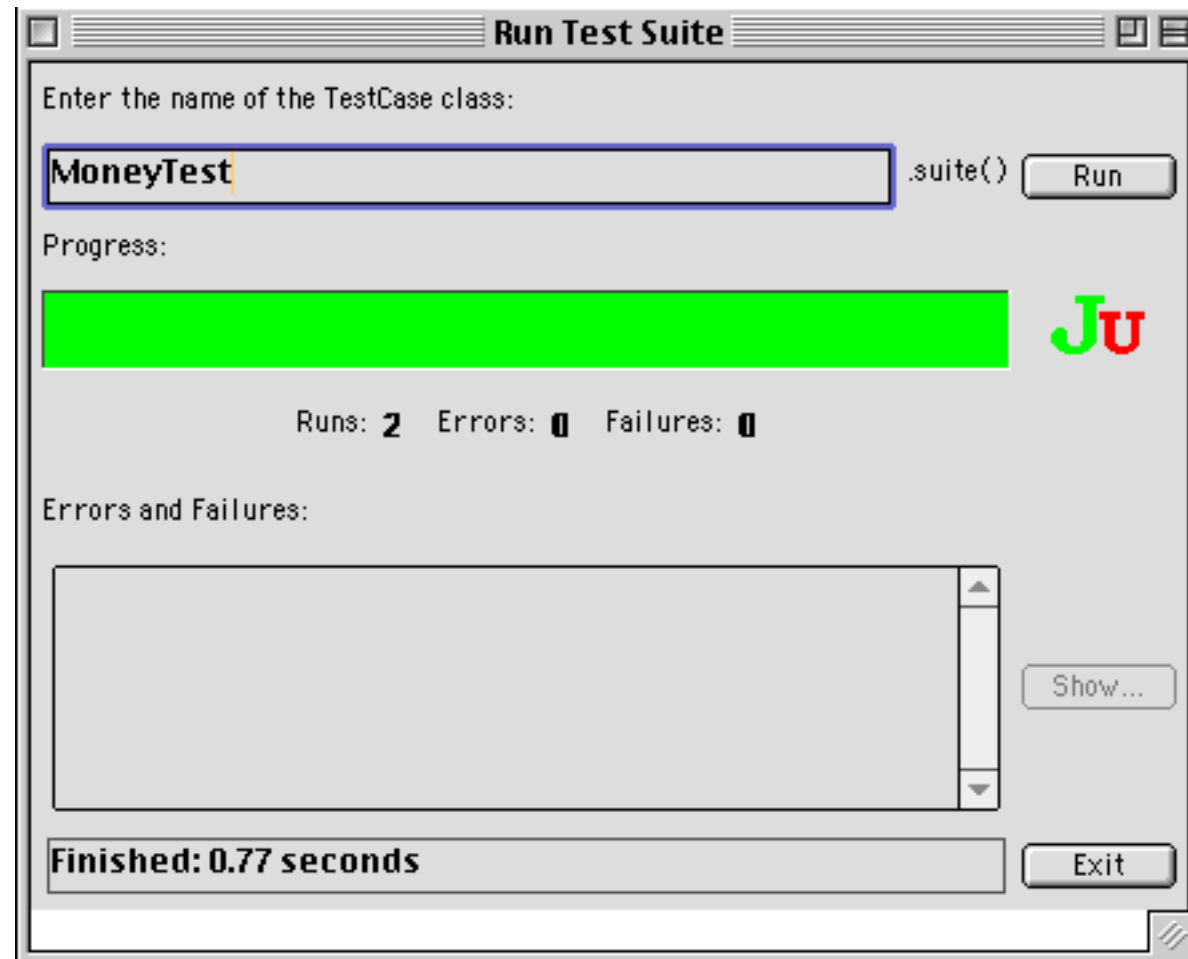 Run Test Suite
Enter the name of the TestCase class:
MoneyTest .suite() Run
Progress:
JU
Runs: 2 Errors: 0 Failures: 0
Errors and Failures:
Show...
Finished: 0.77 seconds Exit